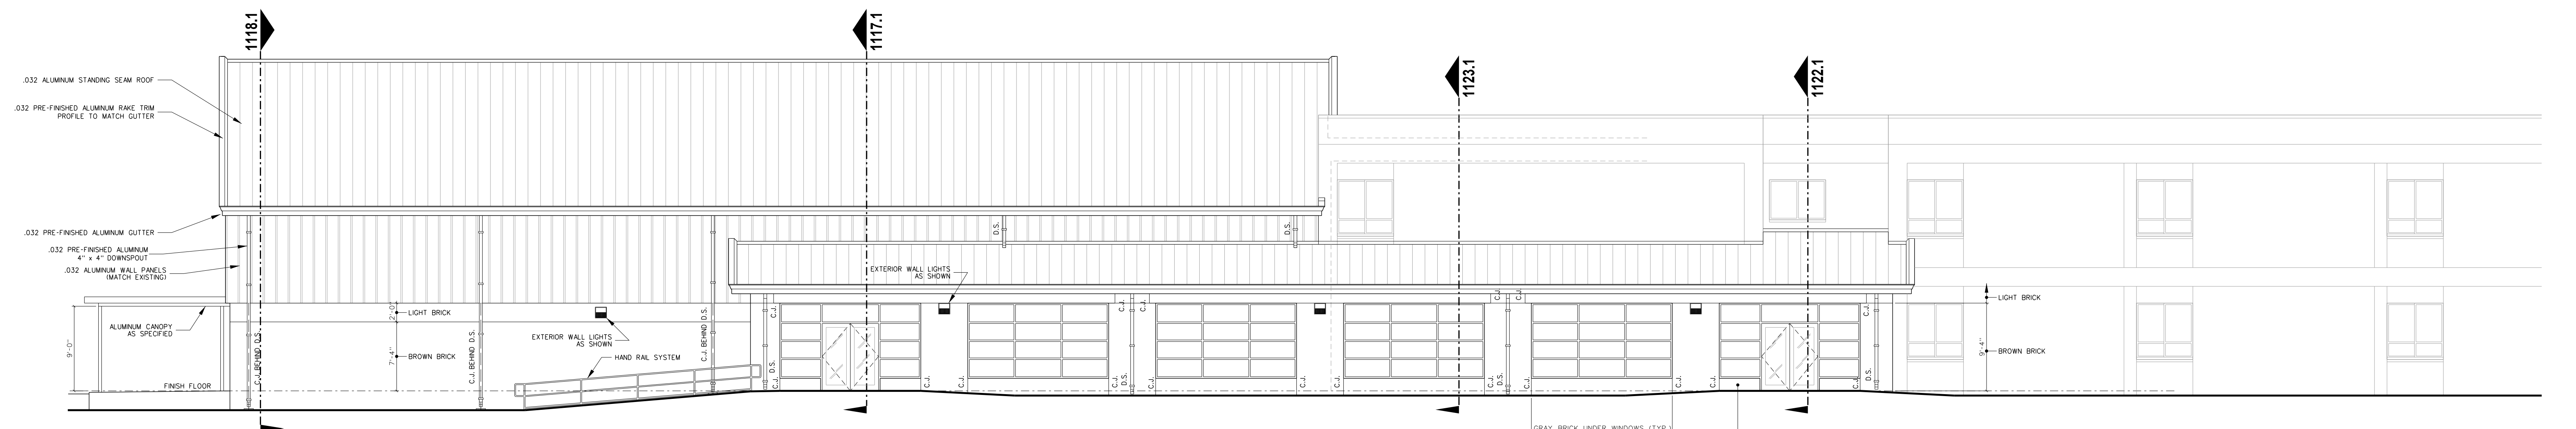 1118.1
1117.1
1123.1
1122.1
.032 ALUMINUM STANDING SEAM ROOF
.032 PRE-FINISHED ALUMINUM RAKE TRIM
PROFILE TO MATCH GUTTER
.032 PRE-FINISHED ALUMINUM GUTTER
.032 PRE-FINISHED ALUMINUM
4" x 4" DOWNSPOUT
.032 ALUMINUM WALL PANELS
(MATCH EXISTING)
D.S.
D.S.
EXTERIOR WALL LIGHTS
AS SHOWN
ALUMINUM CANOPY
AS SPECIFIED
9'-0"
FINISH FLOOR
C.J. BEHIND D.S.
2'-0"
LIGHT BRICK
7'-4"
BROWN BRICK
C.J. BEHIND D.S.
EXTERIOR WALL LIGHTS
AS SHOWN
HAND RAIL SYSTEM
C.J. BEHIND D.S.
C.J.
D.S.
C.J.
C.J.
C.J.
C.J.
C.J.
C.J.
D.S.
C.J.
C.J.
C.J.
C.J.
C.J.
C.J.
D.S.
C.J.
C.J.
C.J.
C.J.
C.J.
D.S.
LIGHT BRICK
9'-4"
BROWN BRICK
GRAY BRICK UNDER WINDOWS (TYP.)